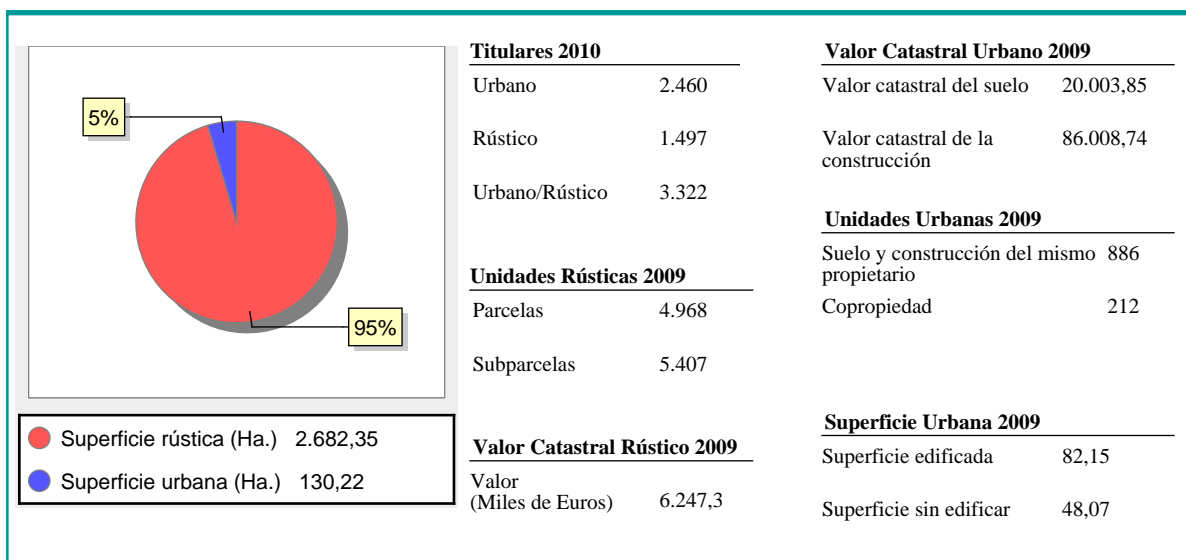 5%
95%
Superficie rústica (Ha.) 2.682,35
Superficie urbana (Ha.) 130,22
Titulares 2010
Urbano 2.460
Rústico 1.497
Urbano/Rústico 3.322
Unidades Rústicas 2009
Parcelas 4.968
Subparcelas 5.407
Valor Catastral Rústico 2009
Valor
(Miles de Euros) 6.247,3
Valor Catastral Urbano 2009
Valor catastral del suelo 20.003,85
Valor catastral de la 86.008,74
construcción
Unidades Urbanas 2009
Suelo y construcción del mismo 886
propietario
Copropiedad 212
Superficie Urbana 2009
Superficie edificada 82,15
Superficie sin edificar 48,07